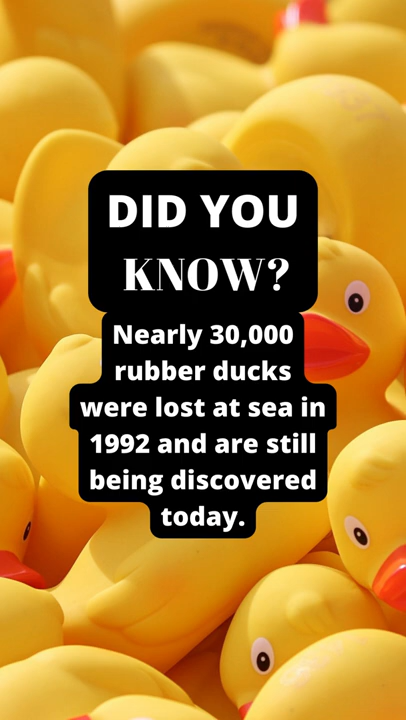 DID YOU
KNOW?
Nearly 30,000
rubber ducks
were lost at sea in
1992 and are still
being discovered
today.